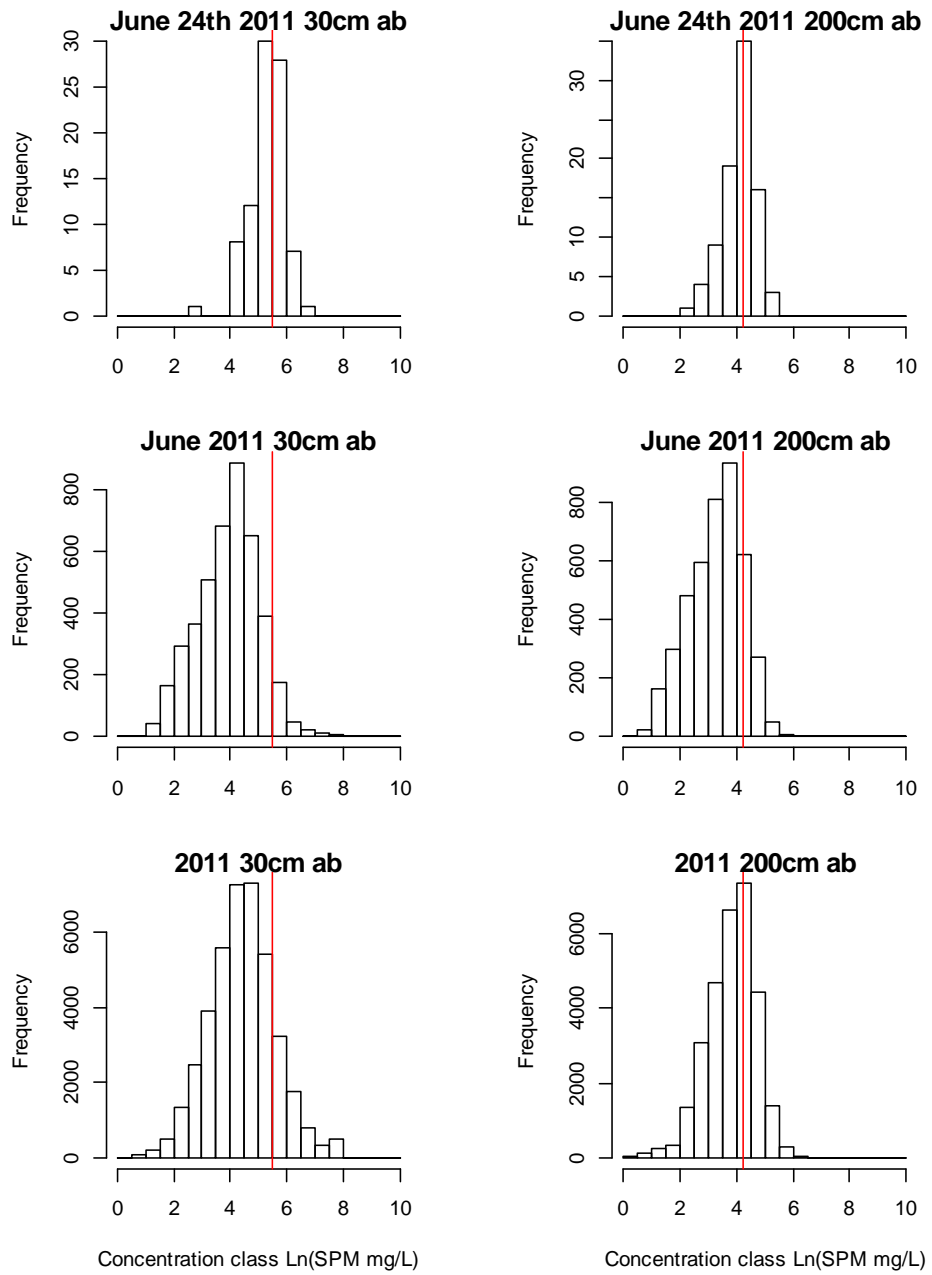 June 24th 2011 30cm ab
June 24th 2011 200cm ab
Frequency
0 5 10 15 20 25 30
0 2 4 6 8 10
Frequency
0 5 10 20 30
0 2 4 6 8 10
June 2011 30cm ab
June 2011 200cm ab
Frequency
0 200 400 600 800
0 2 4 6 8 10
Frequency
0 200 400 600 800
0 2 4 6 8 10
2011 30cm ab
2011 200cm ab
Frequency
0 2000 4000 6000
0 2 4 6 8 10
Frequency
0 2000 4000 6000
0 2 4 6 8 10
Concentration class Ln(SPM mg/L)
Concentration class Ln(SPM mg/L)